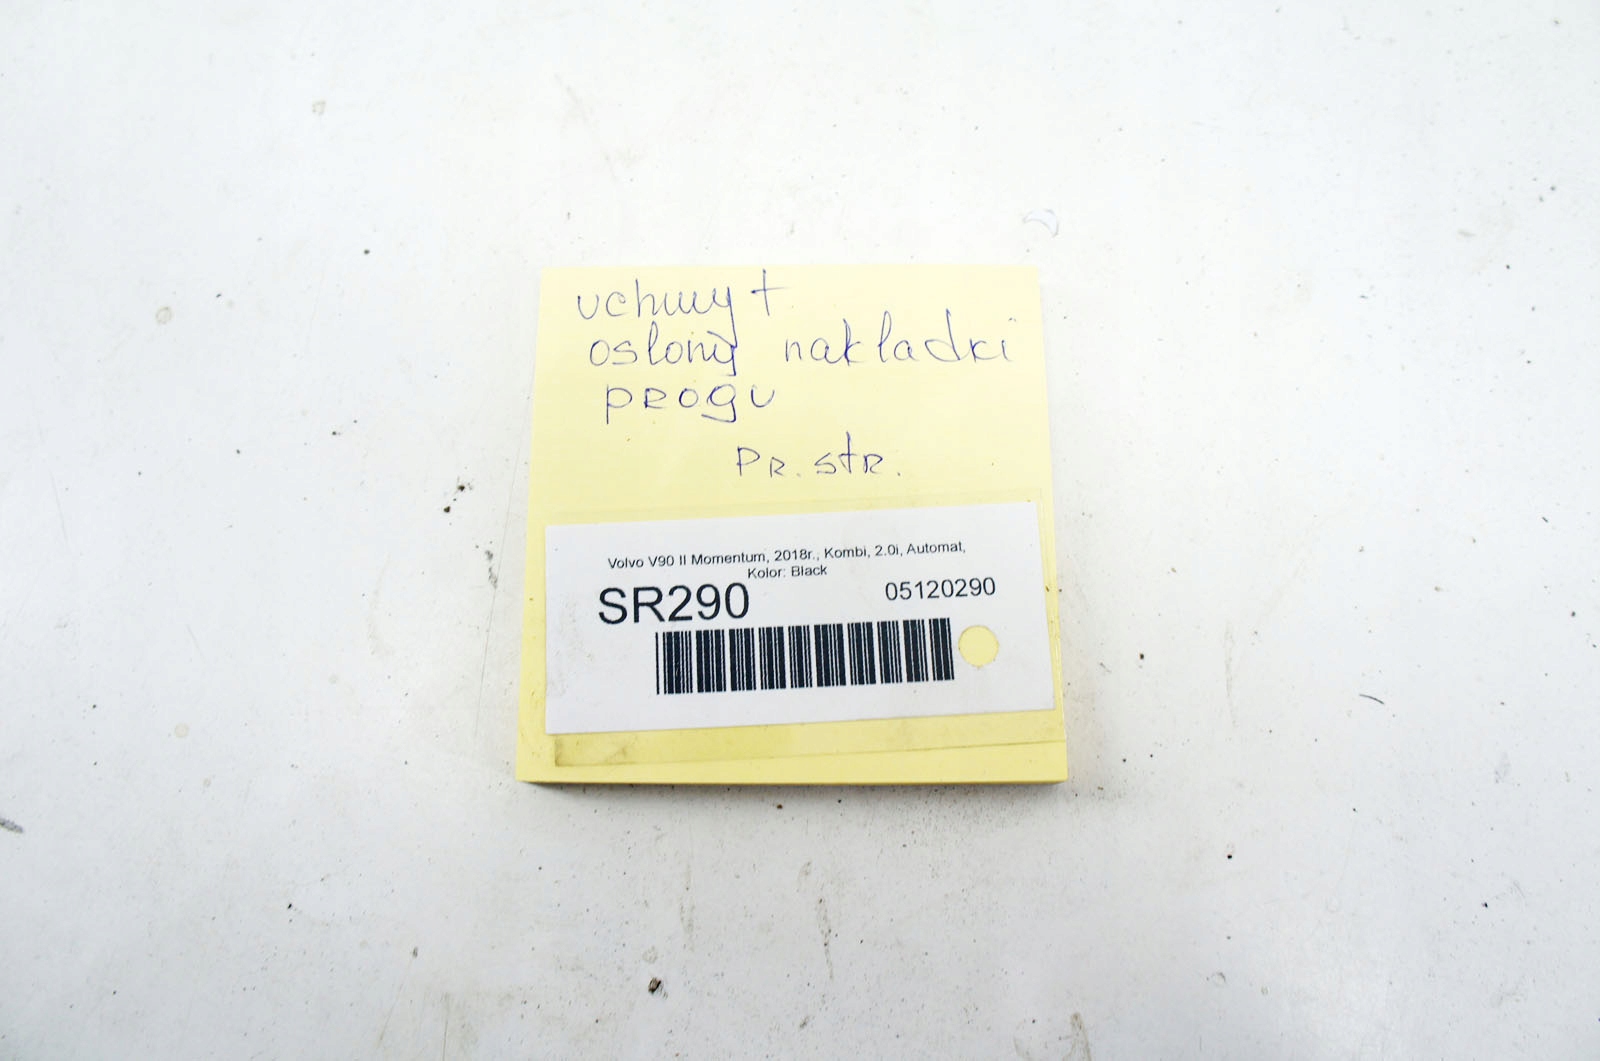 uchwyt
osłony nakładki
progu
PR. STR.
Volvo V90 II Momentum, 2018r., Kombi, 2.0i, Automat,
Kolor: Black
SR290
05120290